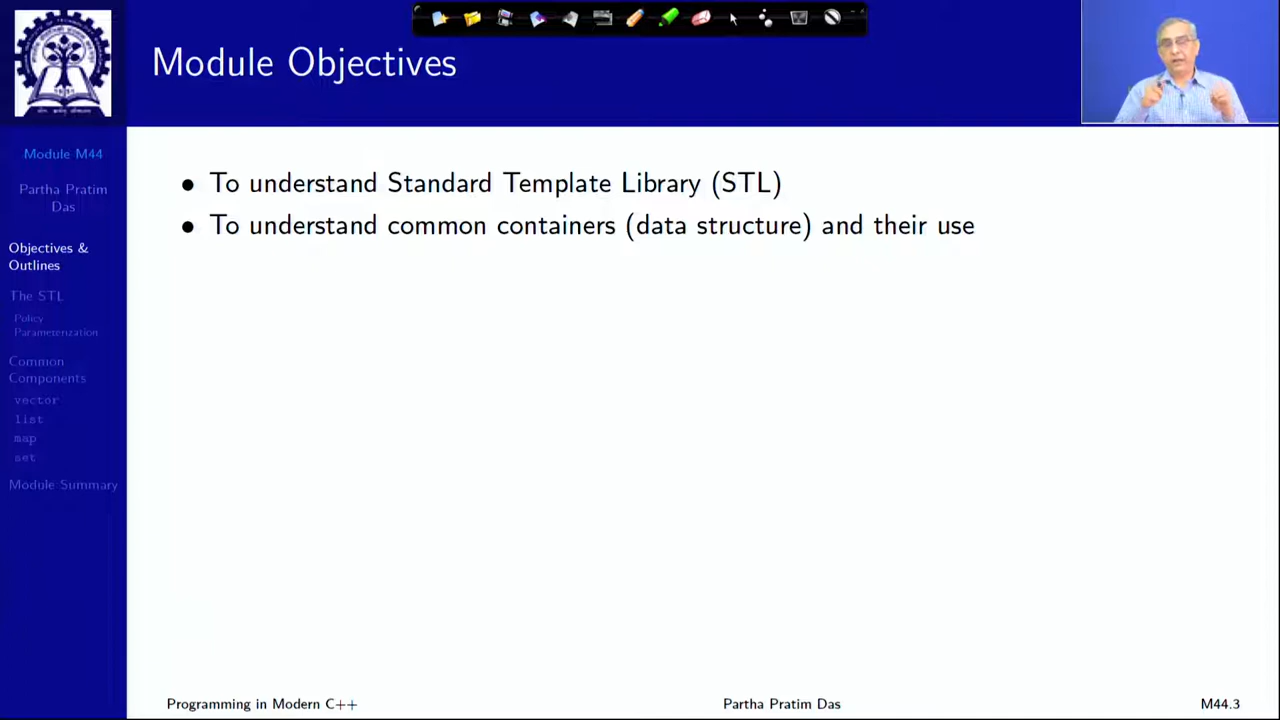 Module Objectives
Module M44
Partha Pratim
Das
Objectives &
Outlines
The STL
Policy
Parameterization
Common
Components
vector
list
map
set
Module Summary
• To understand Standard Template Library (STL)
• To understand common containers (data structure) and their use
Programming in Modern C++
Partha Pratim Das
M44.3